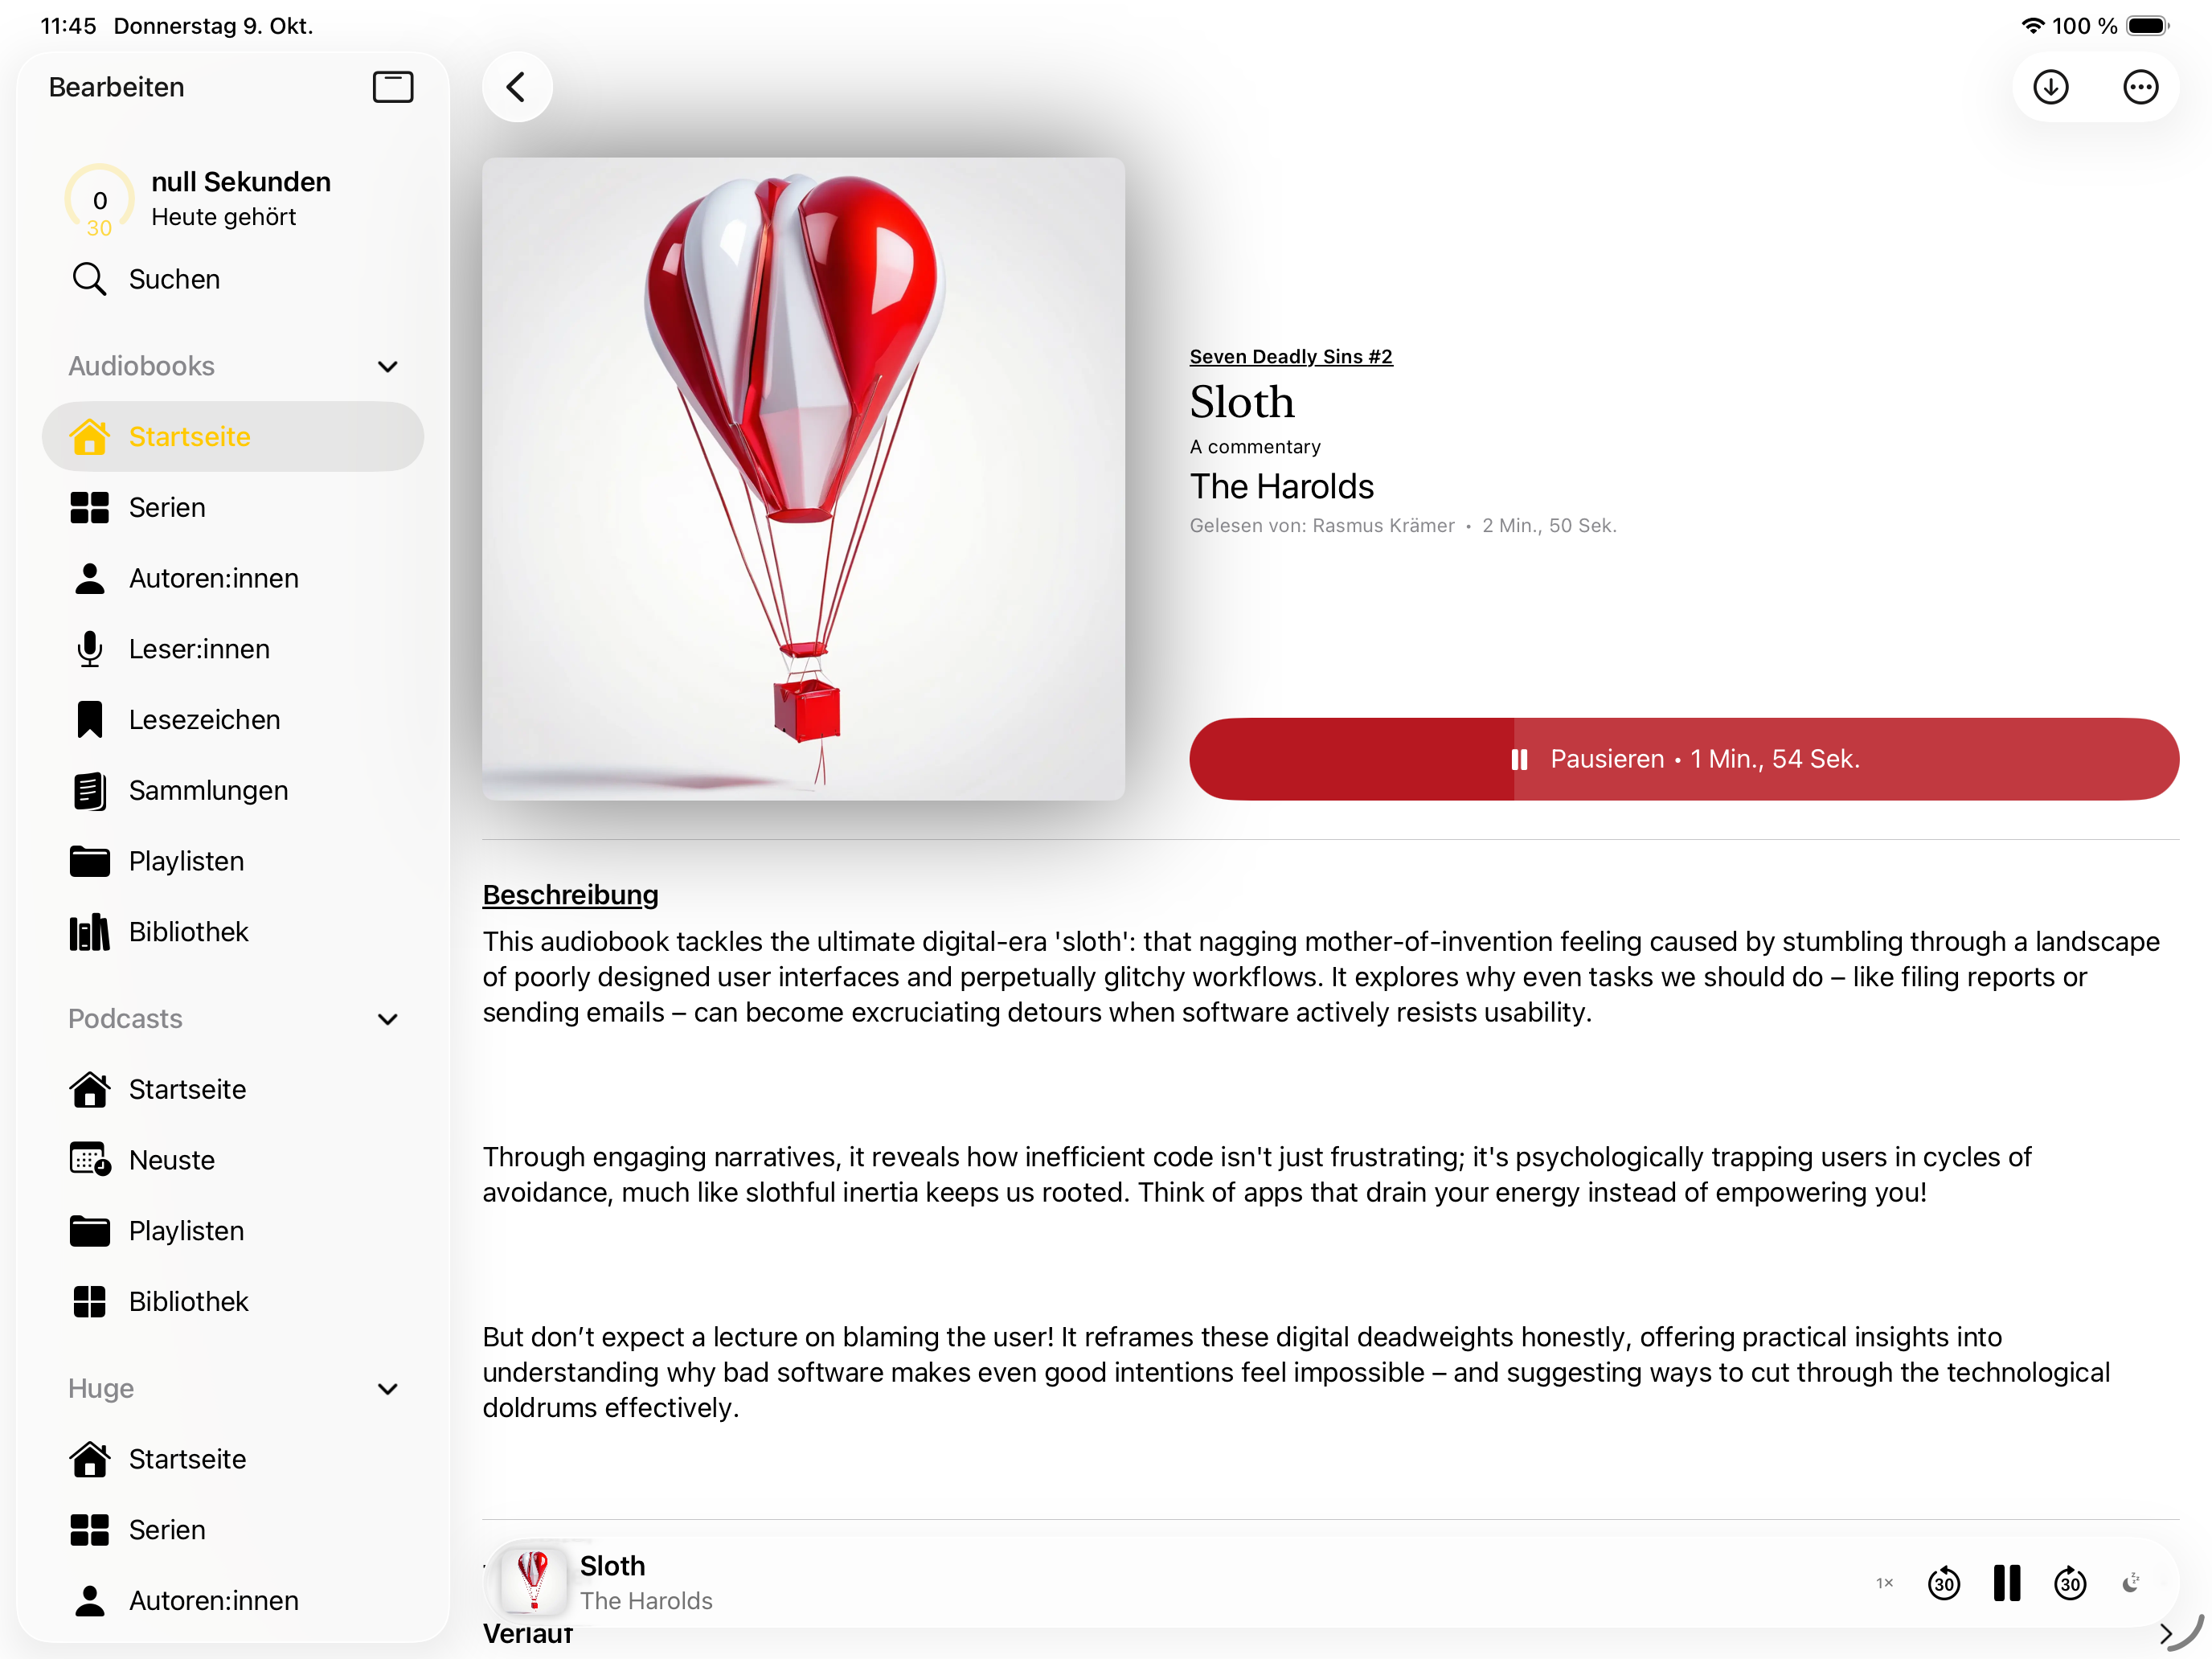 11:45 Donnerstag 9. Okt.
100 %
Bearbeiten
0
30
null Sekunden
Heute gehört
Suchen
Audiobooks
Startseite
Serien
Autoren:innen
Leser:innen
Lesezeichen
Sammlungen
Playlisten
Bibliothek
Podcasts
Startseite
Neuste
Playlisten
Bibliothek
Huge
Startseite
Serien
Autoren:innen
Seven Deadly Sins #2
Sloth
A commentary
The Harolds
Gelesen von: Rasmus Krämer • 2 Min., 50 Sek.
Pausieren • 1 Min., 54 Sek.
Beschreibung
This audiobook tackles the ultimate digital-era 'sloth': that nagging mother-of-invention feeling caused by stumbling through a landscape
of poorly designed user interfaces and perpetually glitchy workflows. It explores why even tasks we should do – like filing reports or
sending emails – can become excruciating detours when software actively resists usability.
Through engaging narratives, it reveals how inefficient code isn't just frustrating; it's psychologically trapping users in cycles of
avoidance, much like slothful inertia keeps us rooted. Think of apps that drain your energy instead of empowering you!
But don’t expect a lecture on blaming the user! It reframes these digital deadweights honestly, offering practical insights into
understanding why bad software makes even good intentions feel impossible – and suggesting ways to cut through the technological
doldrums effectively.
Sloth
The Harolds
1×
30
30
Verlauf